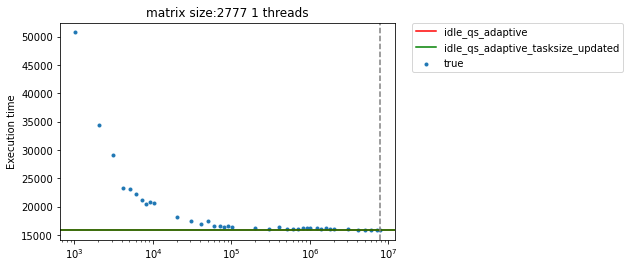 matrix size:2777 1 threads
idle_qs_adaptive
idle_qs_adaptive_tasksize_updated
true
Execution time
50000
45000
40000
35000
30000
25000
20000
15000
10³
10⁴
10⁵
10⁶
10⁷